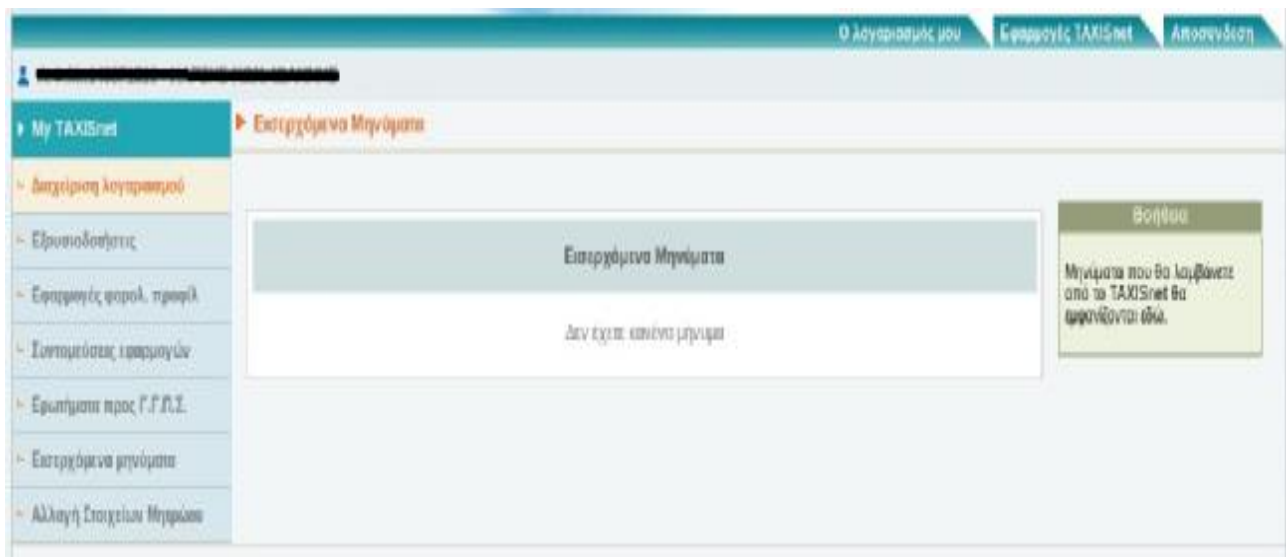 Ο λογαριασμός μου
Εφαρμογές TAXISnet
Αποσύνδεση
My TAXISnet
Εισερχόμενα Μηνύματα
Διαχείριση λογαριασμού
Εξουσιοδοτήσεις
Εφαρμογές φορολ. προφίλ
Συντομεύσεις εφαρμογών
Ερωτήματα προς Γ.Γ.Π.Σ.
Εισερχόμενα μηνύματα
Αλλαγή Στοιχείων Μητρώου
Εισερχόμενα Μηνύματα
Δεν έχετε κανένα μήνυμα
Βοήθεια
Μηνύματα που θα λαμβάνετε
από το TAXISnet θα
εμφανίζονται εδώ.